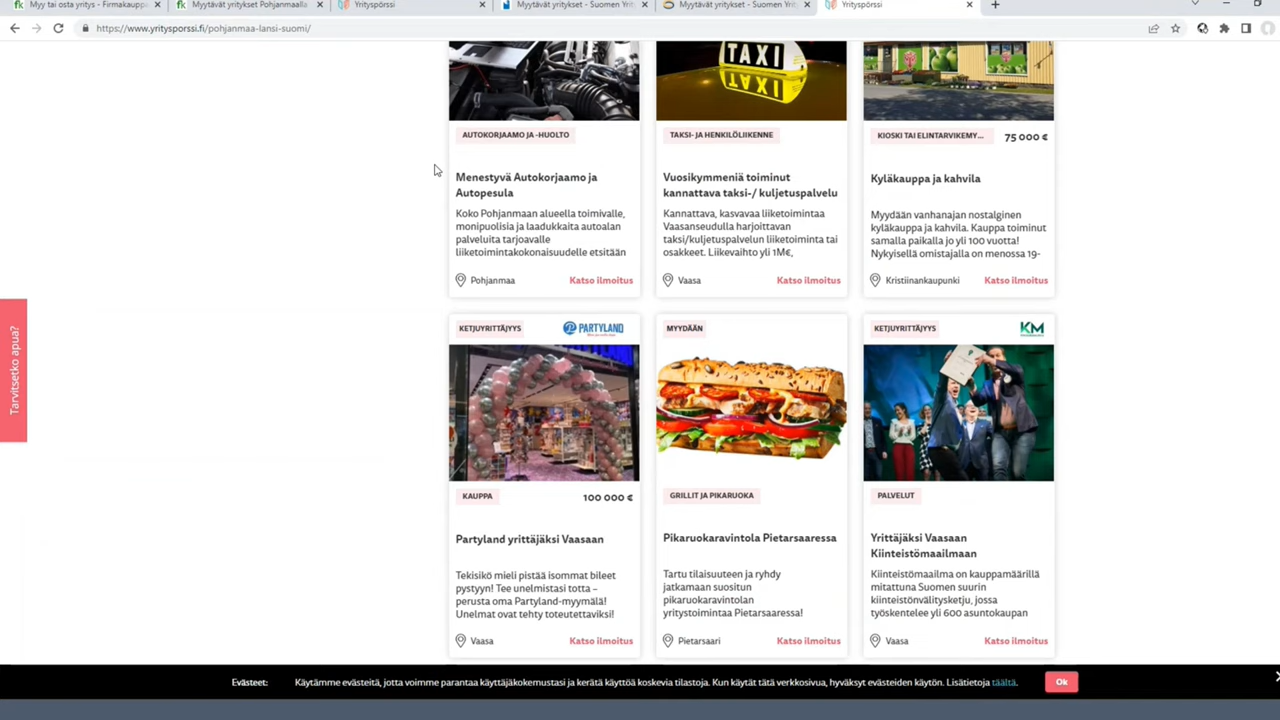 Myy tai osta yritys - Firmakaupp
Myytävät yritykset Pohjanmaalla
Yrityspörssi
Myytävät yritykset - Suomen Yrit
Myytävät yritykset - Suomen Yrit
Yrityspörssi
https://www.yritysporssi.fi/pohjanmaa-lansi-suomi/
TAXI
AUTOKORJAAMO JA -HUOLTO
Menestyvä Autokorjaamo ja
Autopesula
Koko Pohjanmaan alueella toimivalle,
monipuolisia ja laadukkaita autoalan
palveluita tarjoavalle
liiketoimintakokonaisuudelle etsitään
Pohjanmaa
Katso ilmoitus
TAKSI- JA HENKILÖLIIKENNE
Vuosikymmeniä toiminut
kannattava taksi-/ kuljetuspalvelu
Kannattava, kasvavaa liiketoimintaa
Vaasanseudulla harjoittavan
taksi/kuljetuspalvelun liiketoiminta tai
osakkeet. Liikevaihto yli 1M€,
Vaasa
Katso ilmoitus
KIOSKI TAI ELINTARVIKEMY...
75 000 €
Kyläkauppa ja kahvila
Myydään vanhanajan nostalginen
kyläkauppa ja kahvila. Kauppa toiminut
samalla paikalla jo yli 100 vuotta!
Nykyisellä omistajalla on menossa 19-
Kristiinankaupunki
Katso ilmoitus
Tarvitsetko apua?
KETJUYRITTÄJYYS
PARTYLAND
KAUPPA
100 000 €
Partyland yrittäjäksi Vaasaan
Tekisikö mieli pistää isommat bileet
pystyyn! Tee unelmistasi totta –
perusta oma Partyland-myymälä!
Unelmat ovat tehty toteutettaviksi!
Vaasa
Katso ilmoitus
MYYDÄÄN
GRILLIT JA PIKARUOKA
Pikaruokaravintola Pietarsaaressa
Tartu tilaisuuteen ja ryhdy
jatkamaan suositun
pikaruokaravintolan
yritystoimintaa Pietarsaaressa!
Pietarsaari
Katso ilmoitus
KETJUYRITTÄJYYS
KM
PALVELUT
Yrittäjäksi Vaasaan
Kiinteistömaailmaan
Kiinteistömaailma on kauppamäärillä
mitattuna Suomen suurin
kiinteistönvälitysketju, jossa
työskentelee yli 600 asuntokaupan
Vaasa
Katso ilmoitus
Evästeet: Käytämme evästeitä, jotta voimme parantaa käyttäjäkokemustasi ja kerätä käyttöä koskevia tilastoja. Kun käytät tätä verkkosivua, hyväksyt evästeiden käytön. Lisätietoja täältä.
Ok